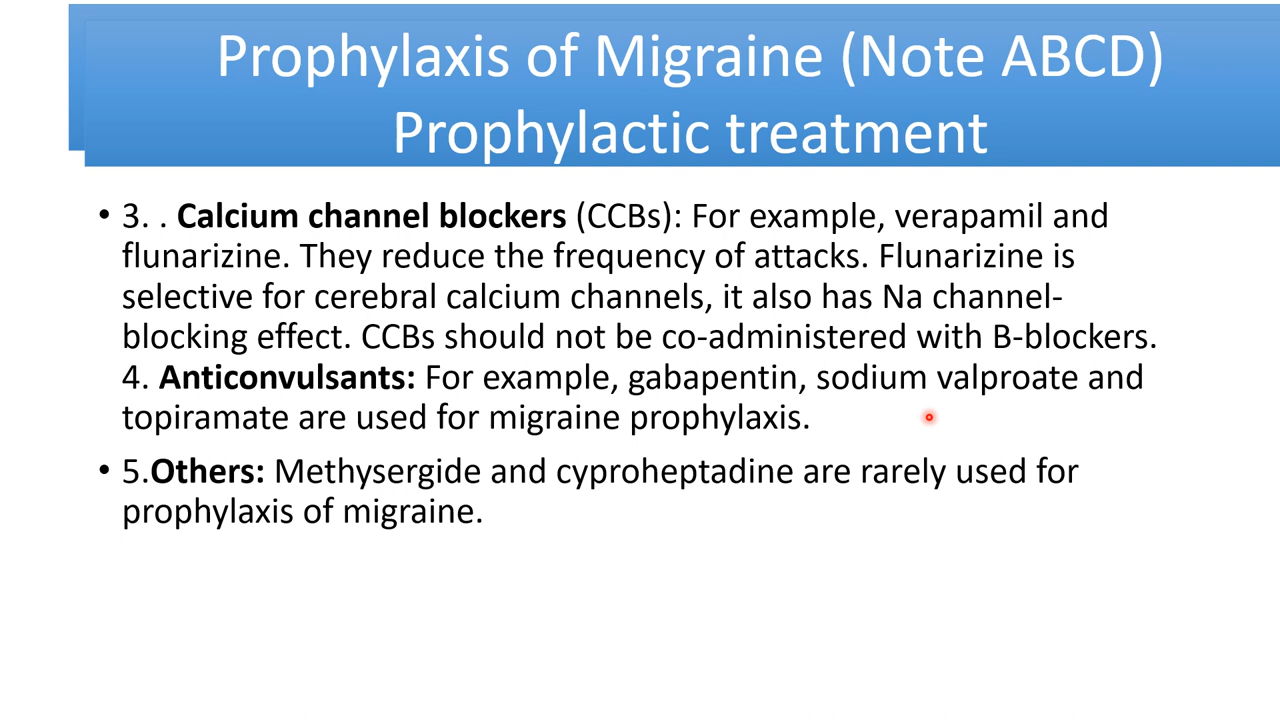 Prophylaxis of Migraine (Note ABCD)
Prophylactic treatment
• 3. . Calcium channel blockers (CCBs): For example, verapamil and
flunarizine. They reduce the frequency of attacks. Flunarizine is
selective for cerebral calcium channels, it also has Na channel-
blocking effect. CCBs should not be co-administered with B-blockers.
4. Anticonvulsants: For example, gabapentin, sodium valproate and
topiramate are used for migraine prophylaxis.
• 5.Others: Methysergide and cyproheptadine are rarely used for
prophylaxis of migraine.